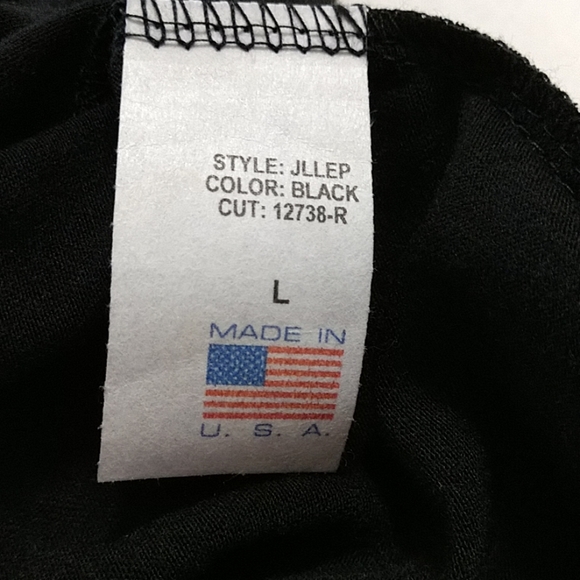 STYLE: JLLEP
COLOR: BLACK
CUT: 12738-R
L
MADE IN
U. S. A.